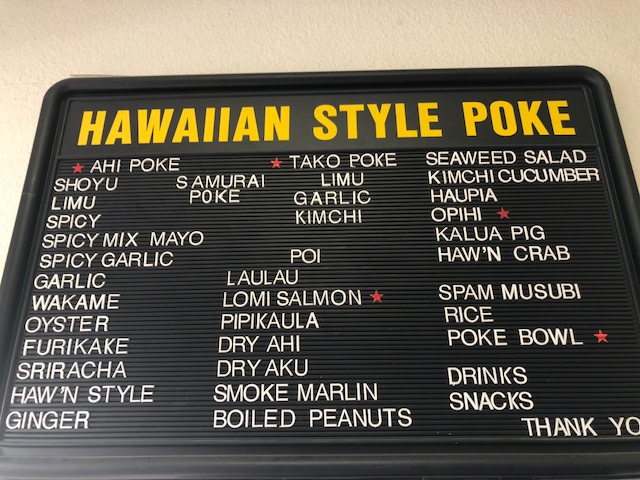 HAWAIIAN STYLE POKE
AHI POKE
SHOYU
LIMU
SPICY
SPICY MIX MAYO
SPICY GARLIC
GARLIC
WAKAME
OYSTER
FURIKAKE
SRIRACHA
HAW'N STYLE
GINGER
SAMURAI
POKE
TAKO POKE
LIMU
GARLIC
KIMCHI
POI
LAULAU
LOMI SALMON
PIPIKAULA
DRY AHI
DRY AKU
SMOKE MARLIN
BOILED PEANUTS
SEAWEED SALAD
KIMCHI CUCUMBER
HAUPIA
OPIHI
KALUA PIG
HAW'N CRAB
SPAM MUSUBI
RICE
POKE BOWL
DRINKS
SNACKS
THANK YO